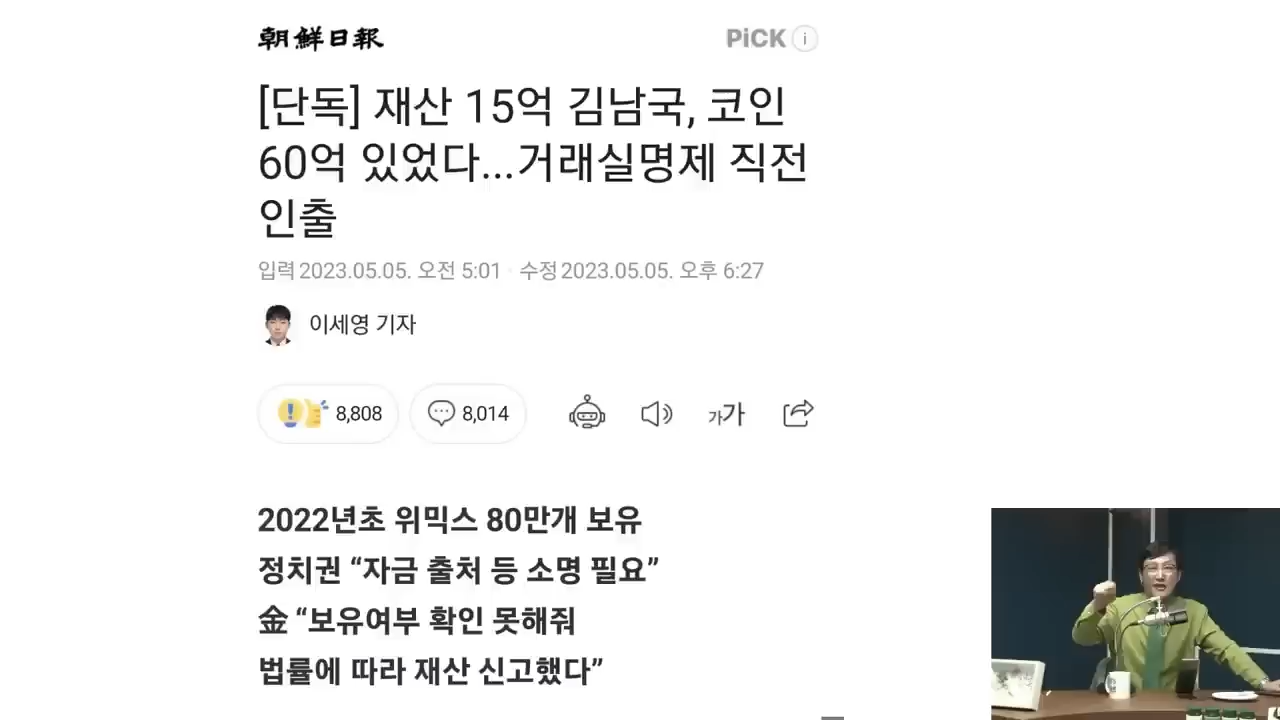 朝鮮日報
PiCK i
[단독] 재산 15억 김남국, 코인
60억 있었다...거래실명제 직전
인출
입력 2023.05.05. 오전 5:01 · 수정 2023.05.05. 오후 6:27
이세영 기자
8,808 8,014 가가
2022년초 위믹스 80만개 보유
정치권 “자금 출처 등 소명 필요”
金 “보유여부 확인 못해줘
법률에 따라 재산 신고했다”